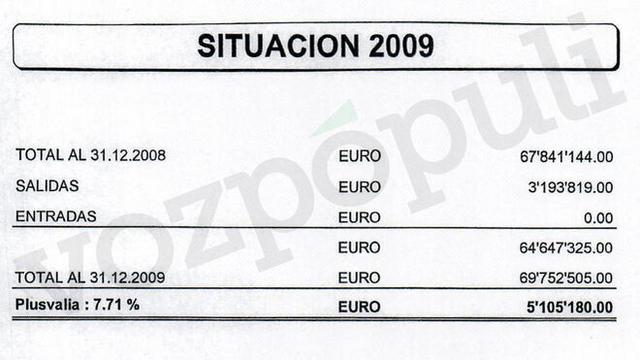 SITUACION 2009
TOTAL AL 31.12.2008 EURO 67'841'144.00
SALIDAS EURO 3'193'819.00
ENTRADAS EURO 0.00
EURO 64'647'325.00
TOTAL AL 31.12.2009 EURO 69'752'505.00
Plusvalia : 7.71 % EURO 5'105'180.00
vozpópuli